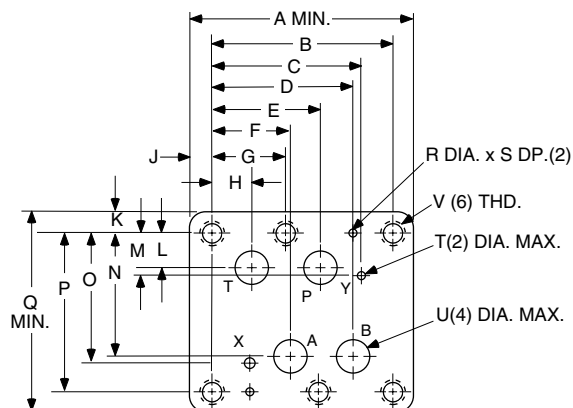 A MIN.
B
C
D
E
F
G
H
J
R DIA. x S DP.(2)
K
V (6) THD.
M
L
N
O
P
Q
MIN.
T
P
Y
T(2) DIA. MAX.
X
A
B
U(4) DIA. MAX.